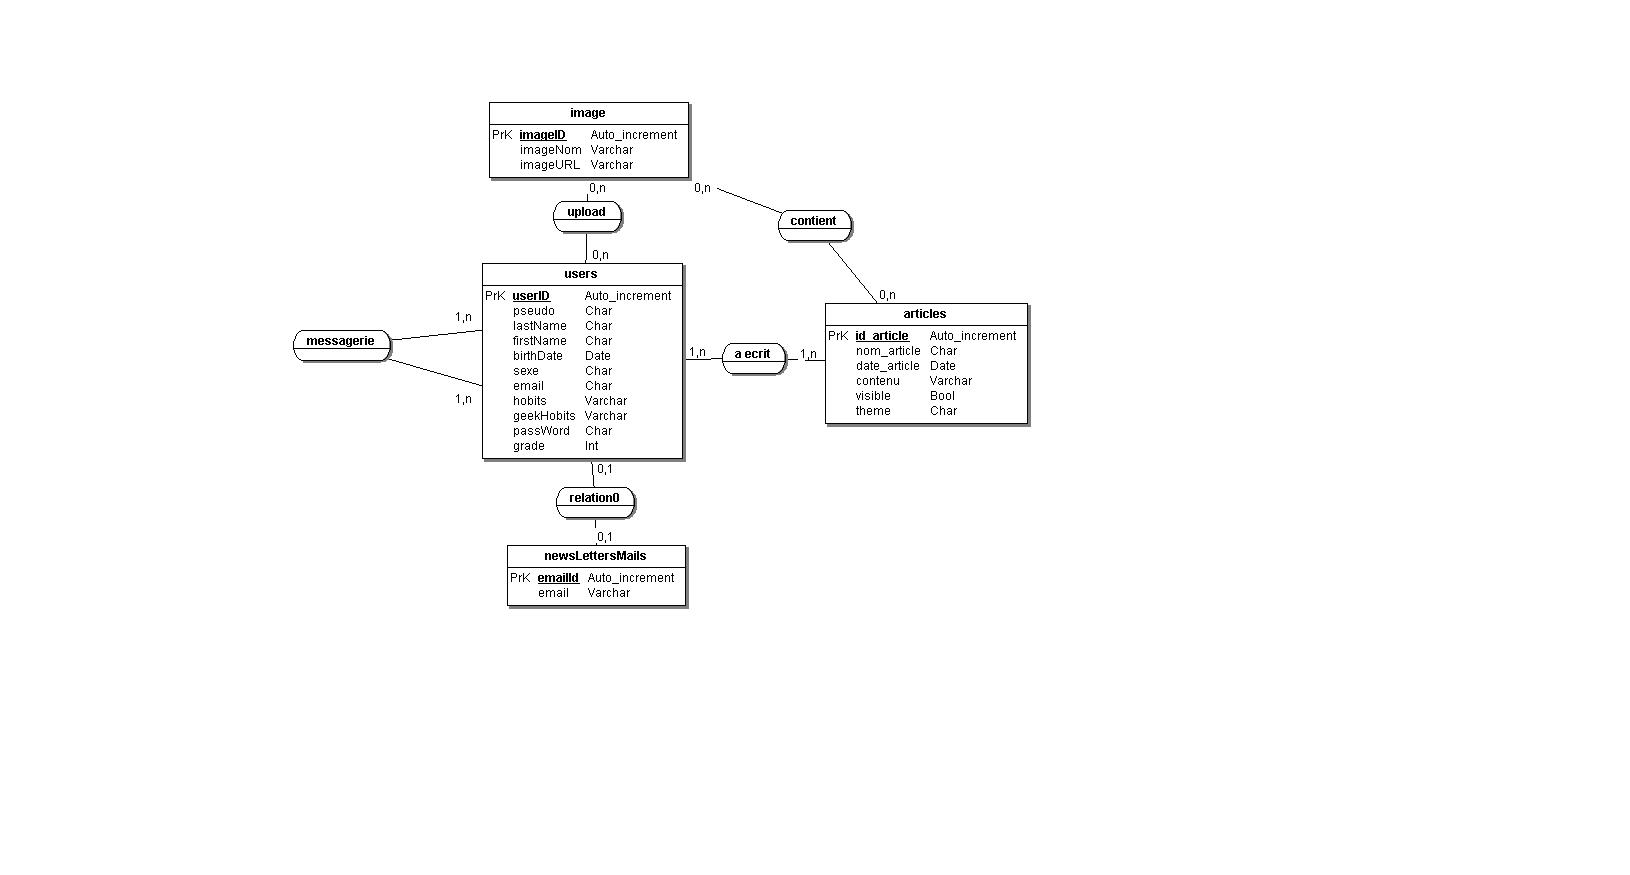 image
PrK imageID Auto_increment
imageNom Varchar
imageURL Varchar
0,n
0,n
upload
contient
0,n
users
PrK userID Auto_increment
pseudo Char
lastName Char
firstName Char
birthDate Date
sexe Char
email Char
hobits Varchar
geekHobits Varchar
passWord Char
grade Int
1,n
messagerie
1,n
1,n
a ecrit
1,n
0,n
articles
PrK id_article Auto_increment
nom_article Char
date_article Date
contenu Varchar
visible Bool
theme Char
0,1
relation0
0,1
newsLettersMails
PrK emailId Auto_increment
email Varchar